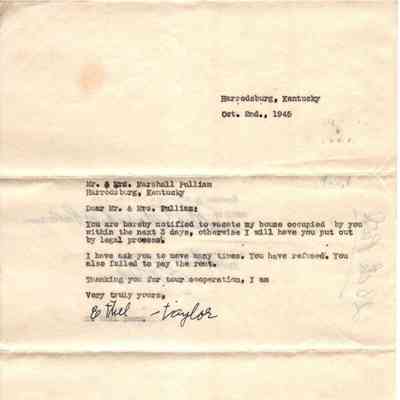 Harrodsburg, Kentucky
Oct. 2nd., 1945
Mr. & Mrs. Marshall Pulliam
Harrodsburg, Kentucky
Dear Mr. & Mrs. Pulliam:
You are hereby notified to vacate my house occupied by you
within the next 3 days, otherwise I will have you put out
by legal process.
I have ask you to move many times. You have refused. You
also failed to pay the rent.
Thanking you for tour cooperation, I am
Very truly yours,
Ethel - taylor